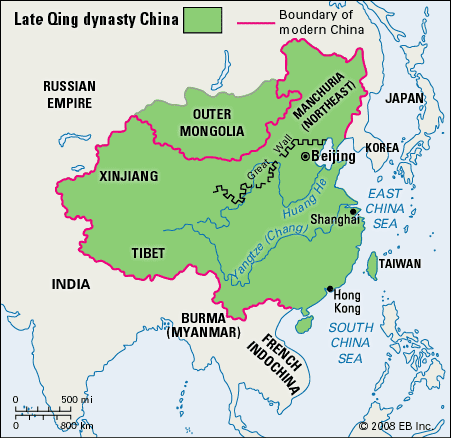 Late Qing dynasty China
Boundary of
modern China
RUSSIAN
EMPIRE
OUTER
MONGOLIA
MANCHURIA
(NORTHEAST)
JAPAN
KOREA
Great Wall
Beijing
XINJIANG
Huang He
EAST
CHINA
SEA
Shanghai
Yangtze (Chang)
TIBET
TAIWAN
INDIA
Hong
Kong
BURMA
(MYANMAR)
SOUTH
CHINA
SEA
FRENCH
INDOCHINA
0 500 mi
0 800 km
© 2008 EB Inc.